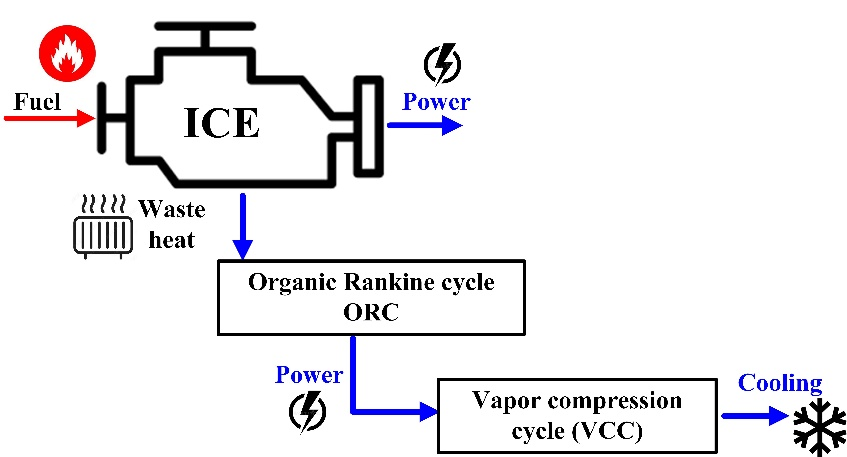 Fuel
ICE
Power
Waste
heat
Organic Rankine cycle
ORC
Power
Vapor compression
cycle (VCC)
Cooling